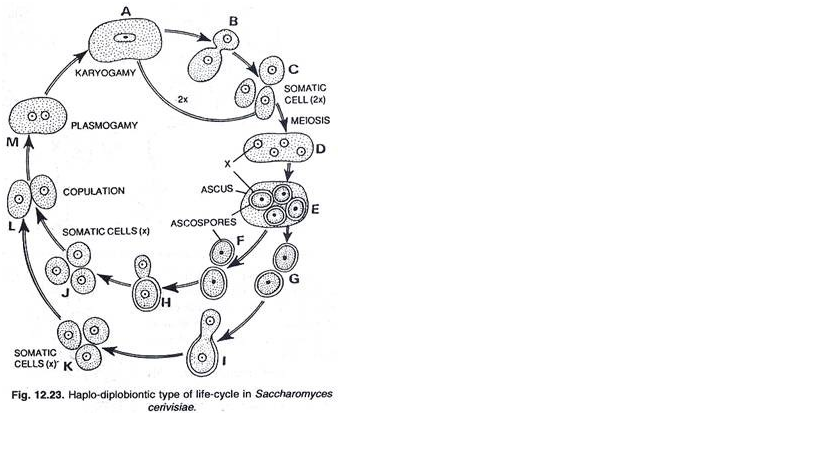 A
B
KARYOGAMY
C
SOMATIC
CELL (2x)
2x
MEIOSIS
M
PLASMOGAMY
D
X
ASCUS
COPULATION
E
L
ASCOSPORES
SOMATIC CELLS (x)
F
G
J
H
SOMATIC
CELLS (x)
K
I
Fig. 12.23. Haplo-diplobiontic type of life-cycle in Saccharomyces
cerivisiae.